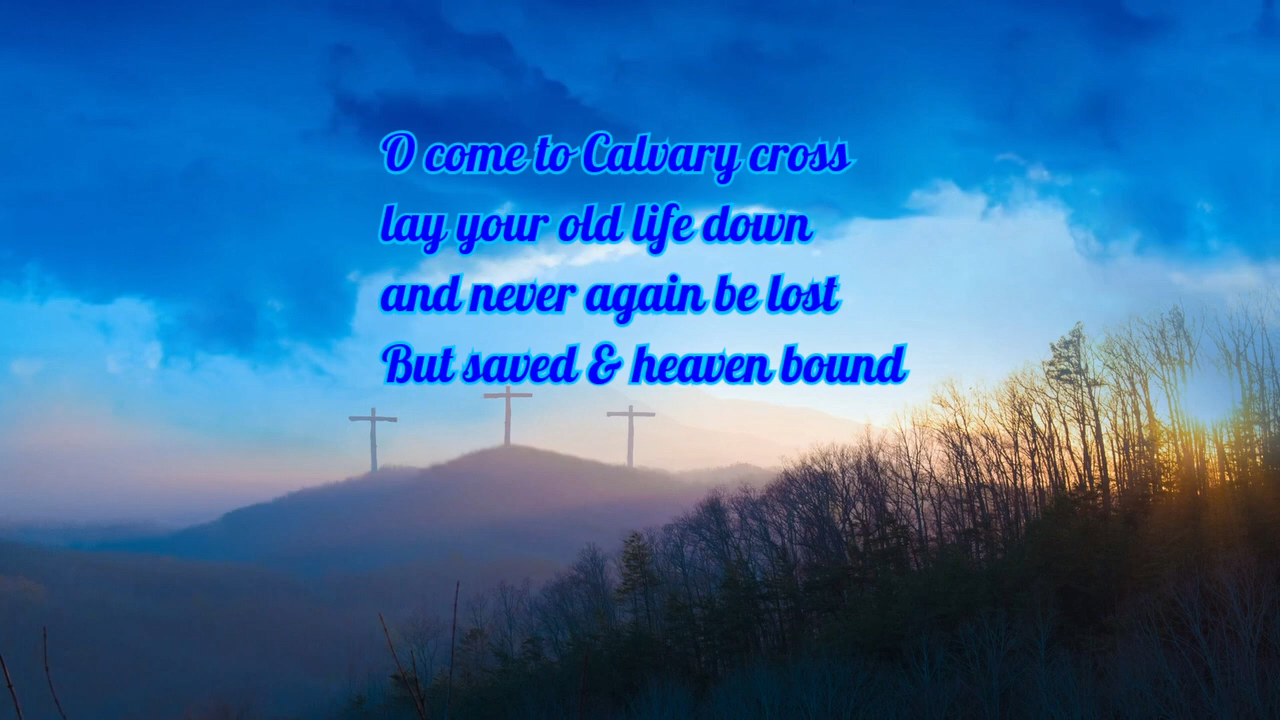 O come to Calvary cross
lay your old life down
and never again be lost
But saved & heaven bound